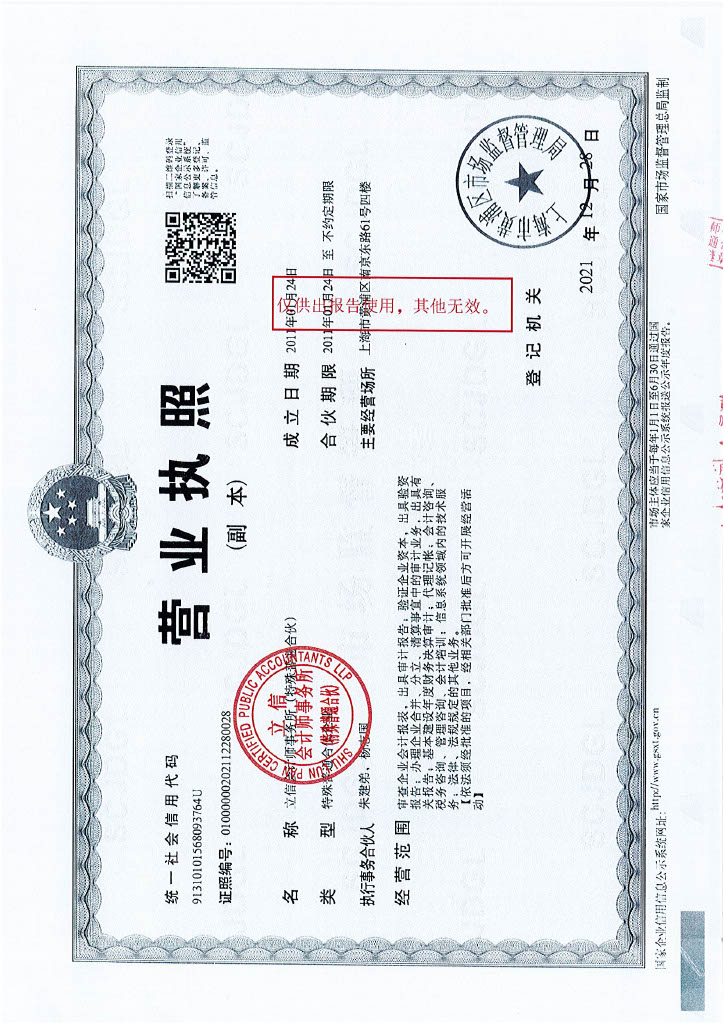 统一社会信用代码
91310101568093764U
证照编号：01000000202112280028
扫描二维码登录
“国家企业信用
信息公示系统”
了解更多登记、
备案、许可、监
管信息。
营业执照
（副 本）
名 称 立信会计师事务所（特殊普通合伙）
类 型 特殊普通合伙企业
执行事务合伙人 朱建弟，杨志国
经营范围 审查企业会计报表，出具审计报告；验证企业资本，出具验资
报告；办理企业合并、分立、清算事宜中的审计业务，出具有
关报告；基本建设年度财务决算审计；代理记帐；会计咨询、
税务咨询、管理咨询、会计培训；信息系统领域内的技术服
务；法律、法规规定的其他业务。
【依法须经批准的项目，经相关部门批准后方可开展经营活
动】
成立日期 2011年01月24日
合伙期限 2011年01月24日 至 不约定期限
主要经营场所 上海市黄浦区南京东路61号四楼
仅供出报告使用，其他无效。
SHU LUN PAN CERTIFIED PUBLIC ACCOUNTANTS LLP
立信
会计师事务所
（特殊普通合伙）
登记机关
上海市黄浦区市场监督管理局
2021 年 12 月 28 日
国家企业信用信息公示系统网址：http://www.gsxt.gov.cn
市场主体应当于每年1月1日至6月30日通过国
家企业信用信息公示系统报送公示年度报告。
国家市场监督管理总局监制